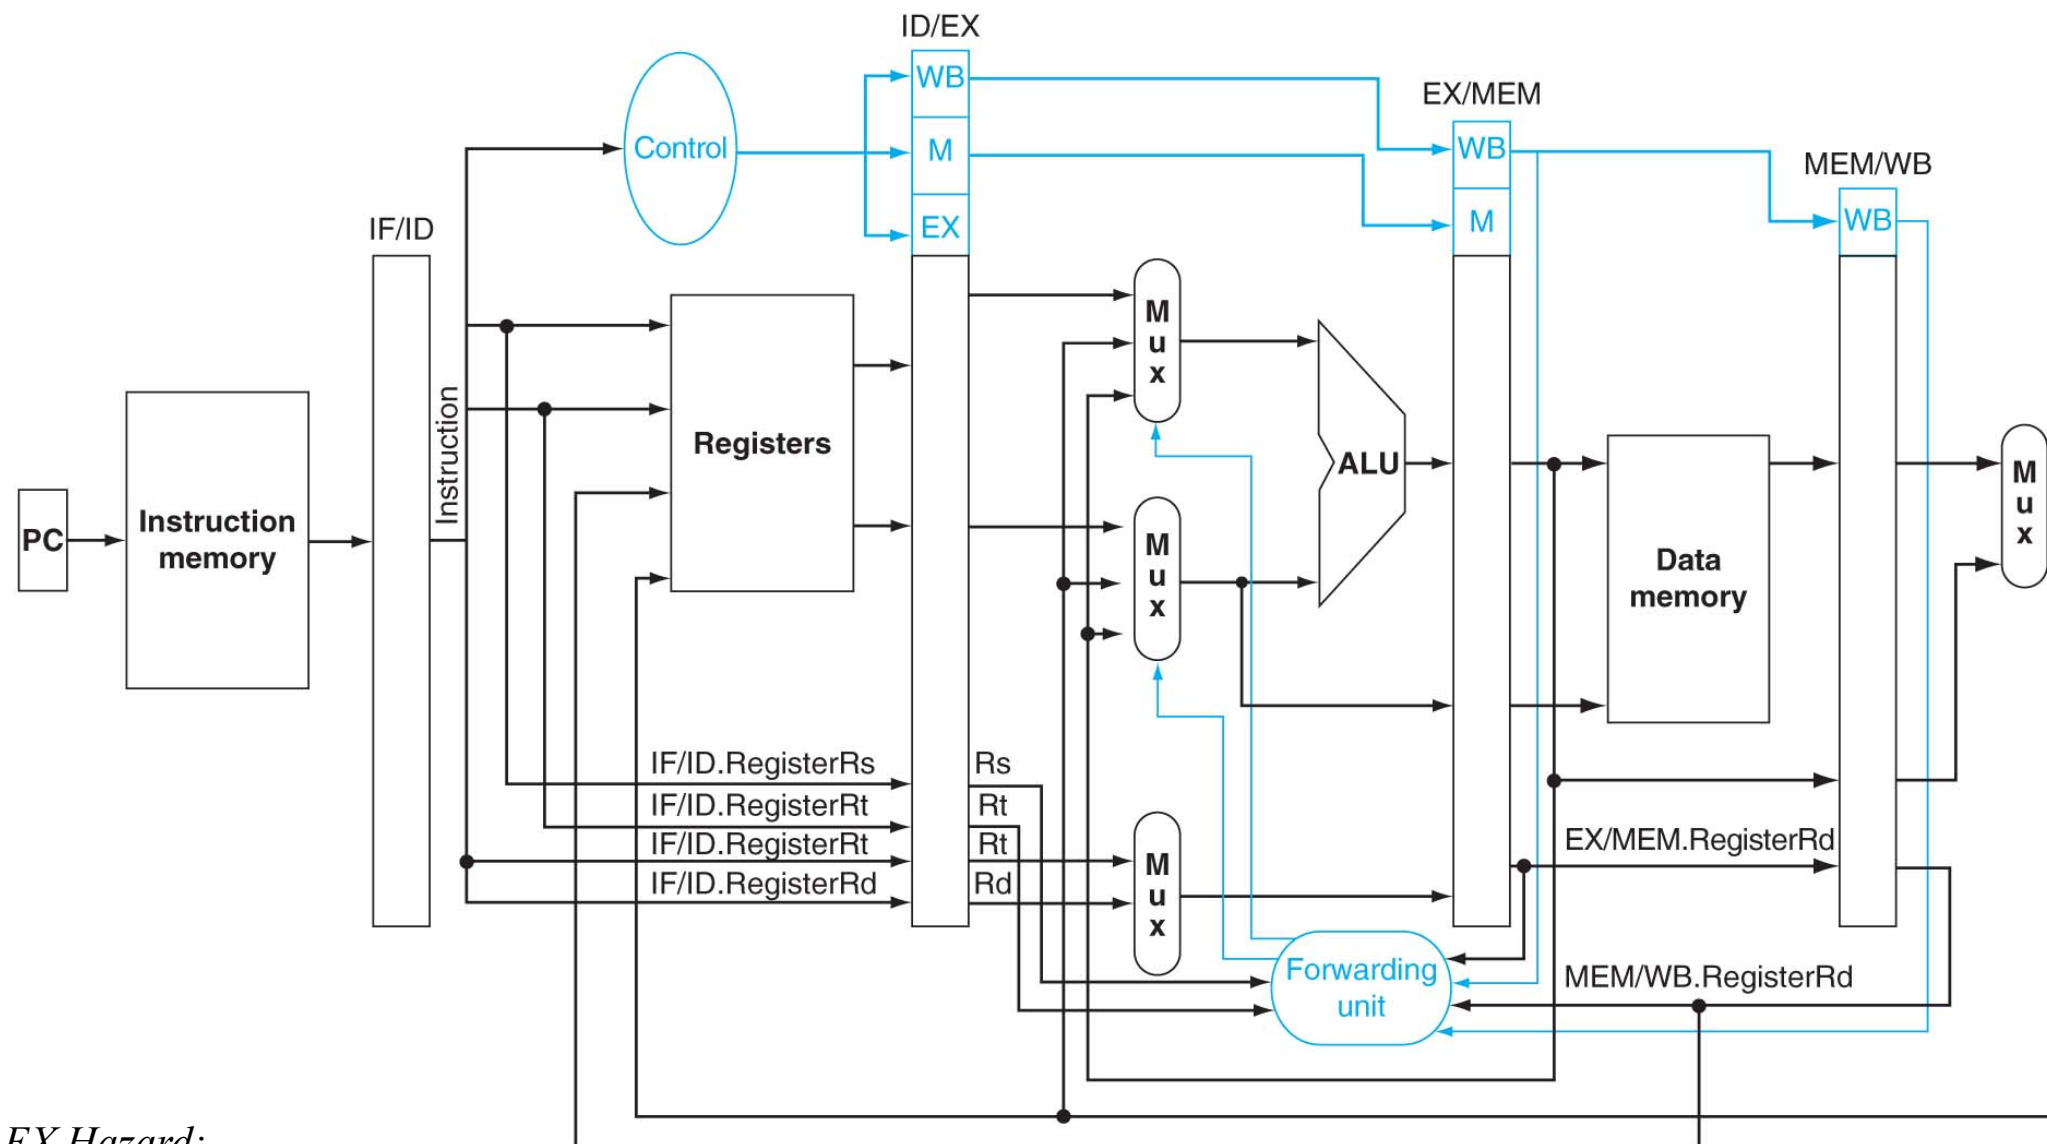 ID/EX
WB
M
EX
Control
EX/MEM
WB
M
MEM/WB
WB
IF/ID
PC
Instruction
memory
Instruction
Registers
M
u
x
M
u
x
ALU
Data
memory
M
u
x
IF/ID.RegisterRs
IF/ID.RegisterRt
IF/ID.RegisterRt
IF/ID.RegisterRd
Rs
Rt
Rt
Rd
M
u
x
EX/MEM.RegisterRd
Forwarding
unit
MEM/WB.RegisterRd
EX Hazard: